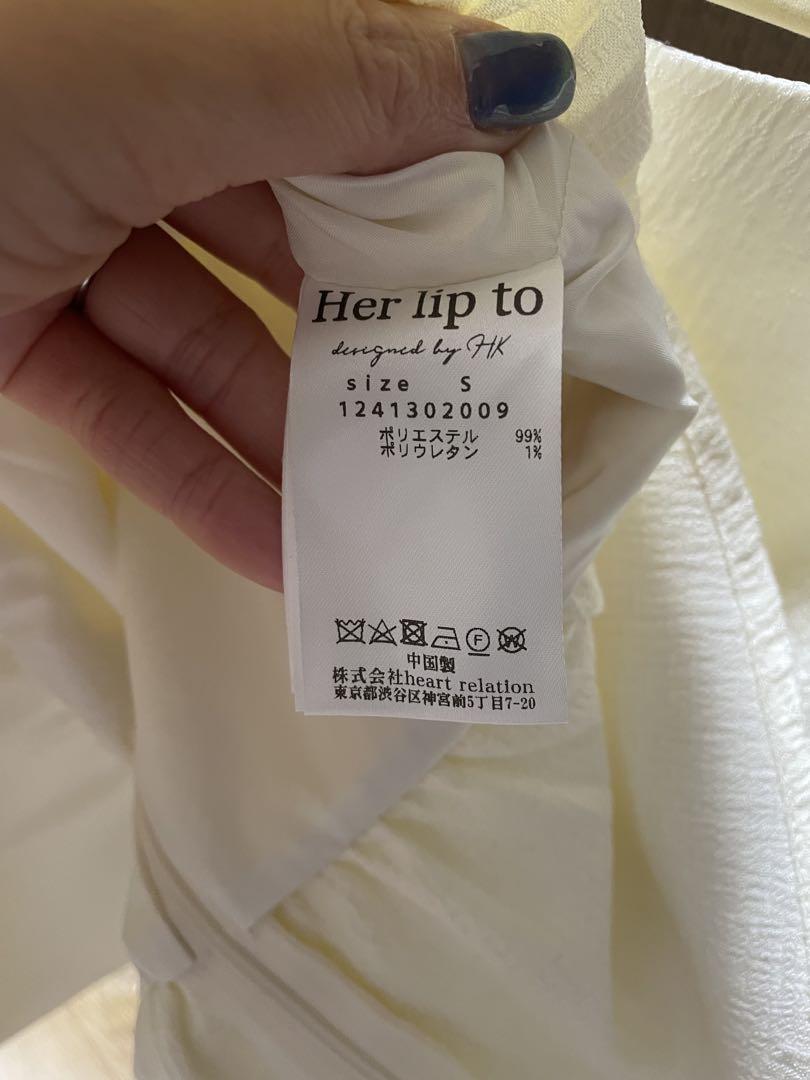 Her lip to
designed by HK
size S
1241302009
ポリエステル 99%
ポリウレタン 1%
F W
中国製
株式会社heart relation
東京都渋谷区神宮前5丁目7-20